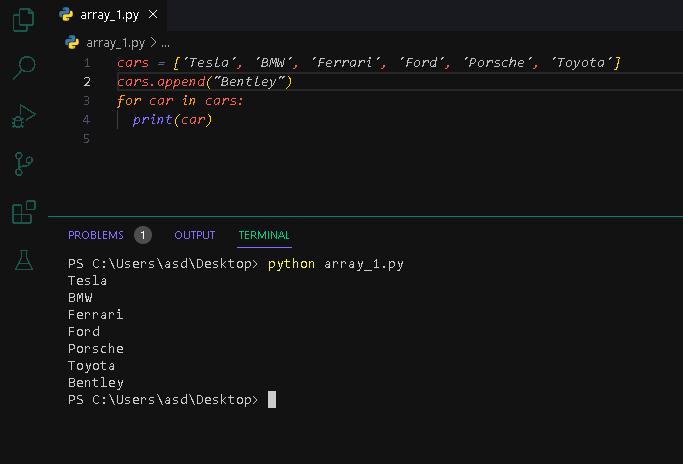 array_1.py ×
array_1.py > ...
1 cars = ['Tesla', 'BMW', 'Ferrari', 'Ford', 'Porsche', 'Toyota']
2 cars.append("Bentley")
3 for car in cars:
4   print(car)
5
PROBLEMS 1 OUTPUT TERMINAL
PS C:\Users\asd\Desktop> python array_1.py
Tesla
BMW
Ferrari
Ford
Porsche
Toyota
Bentley
PS C:\Users\asd\Desktop>